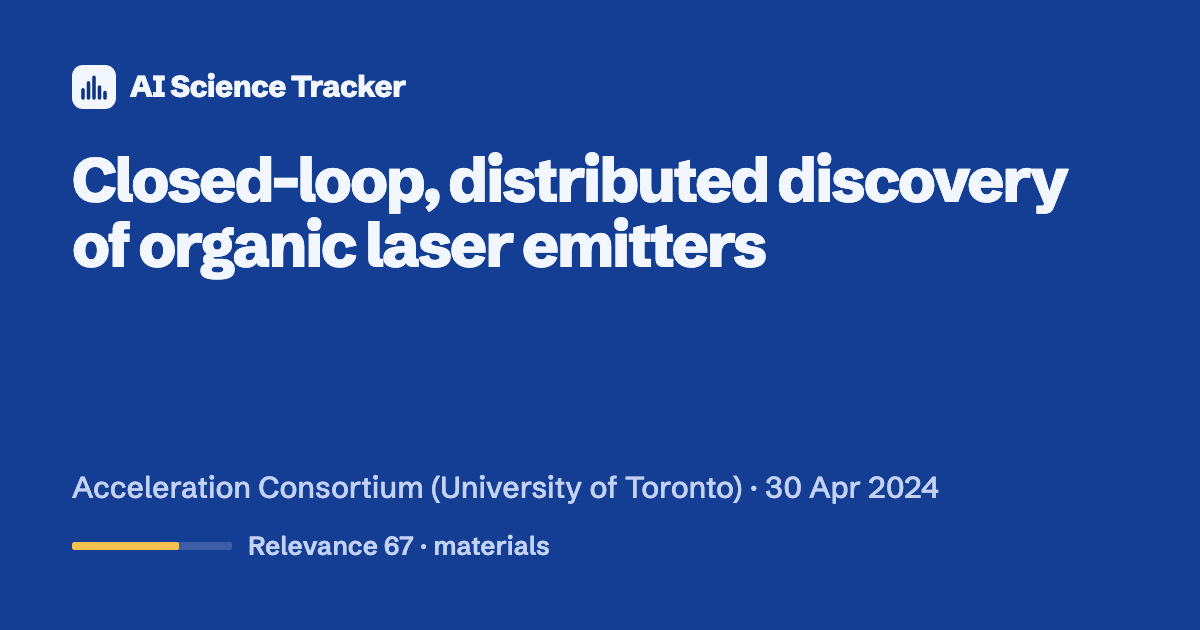 AI Science Tracker
Closed-loop, distributed discovery
of organic laser emitters
Acceleration Consortium (University of Toronto) · 30 Apr 2024
Relevance 67 · materials